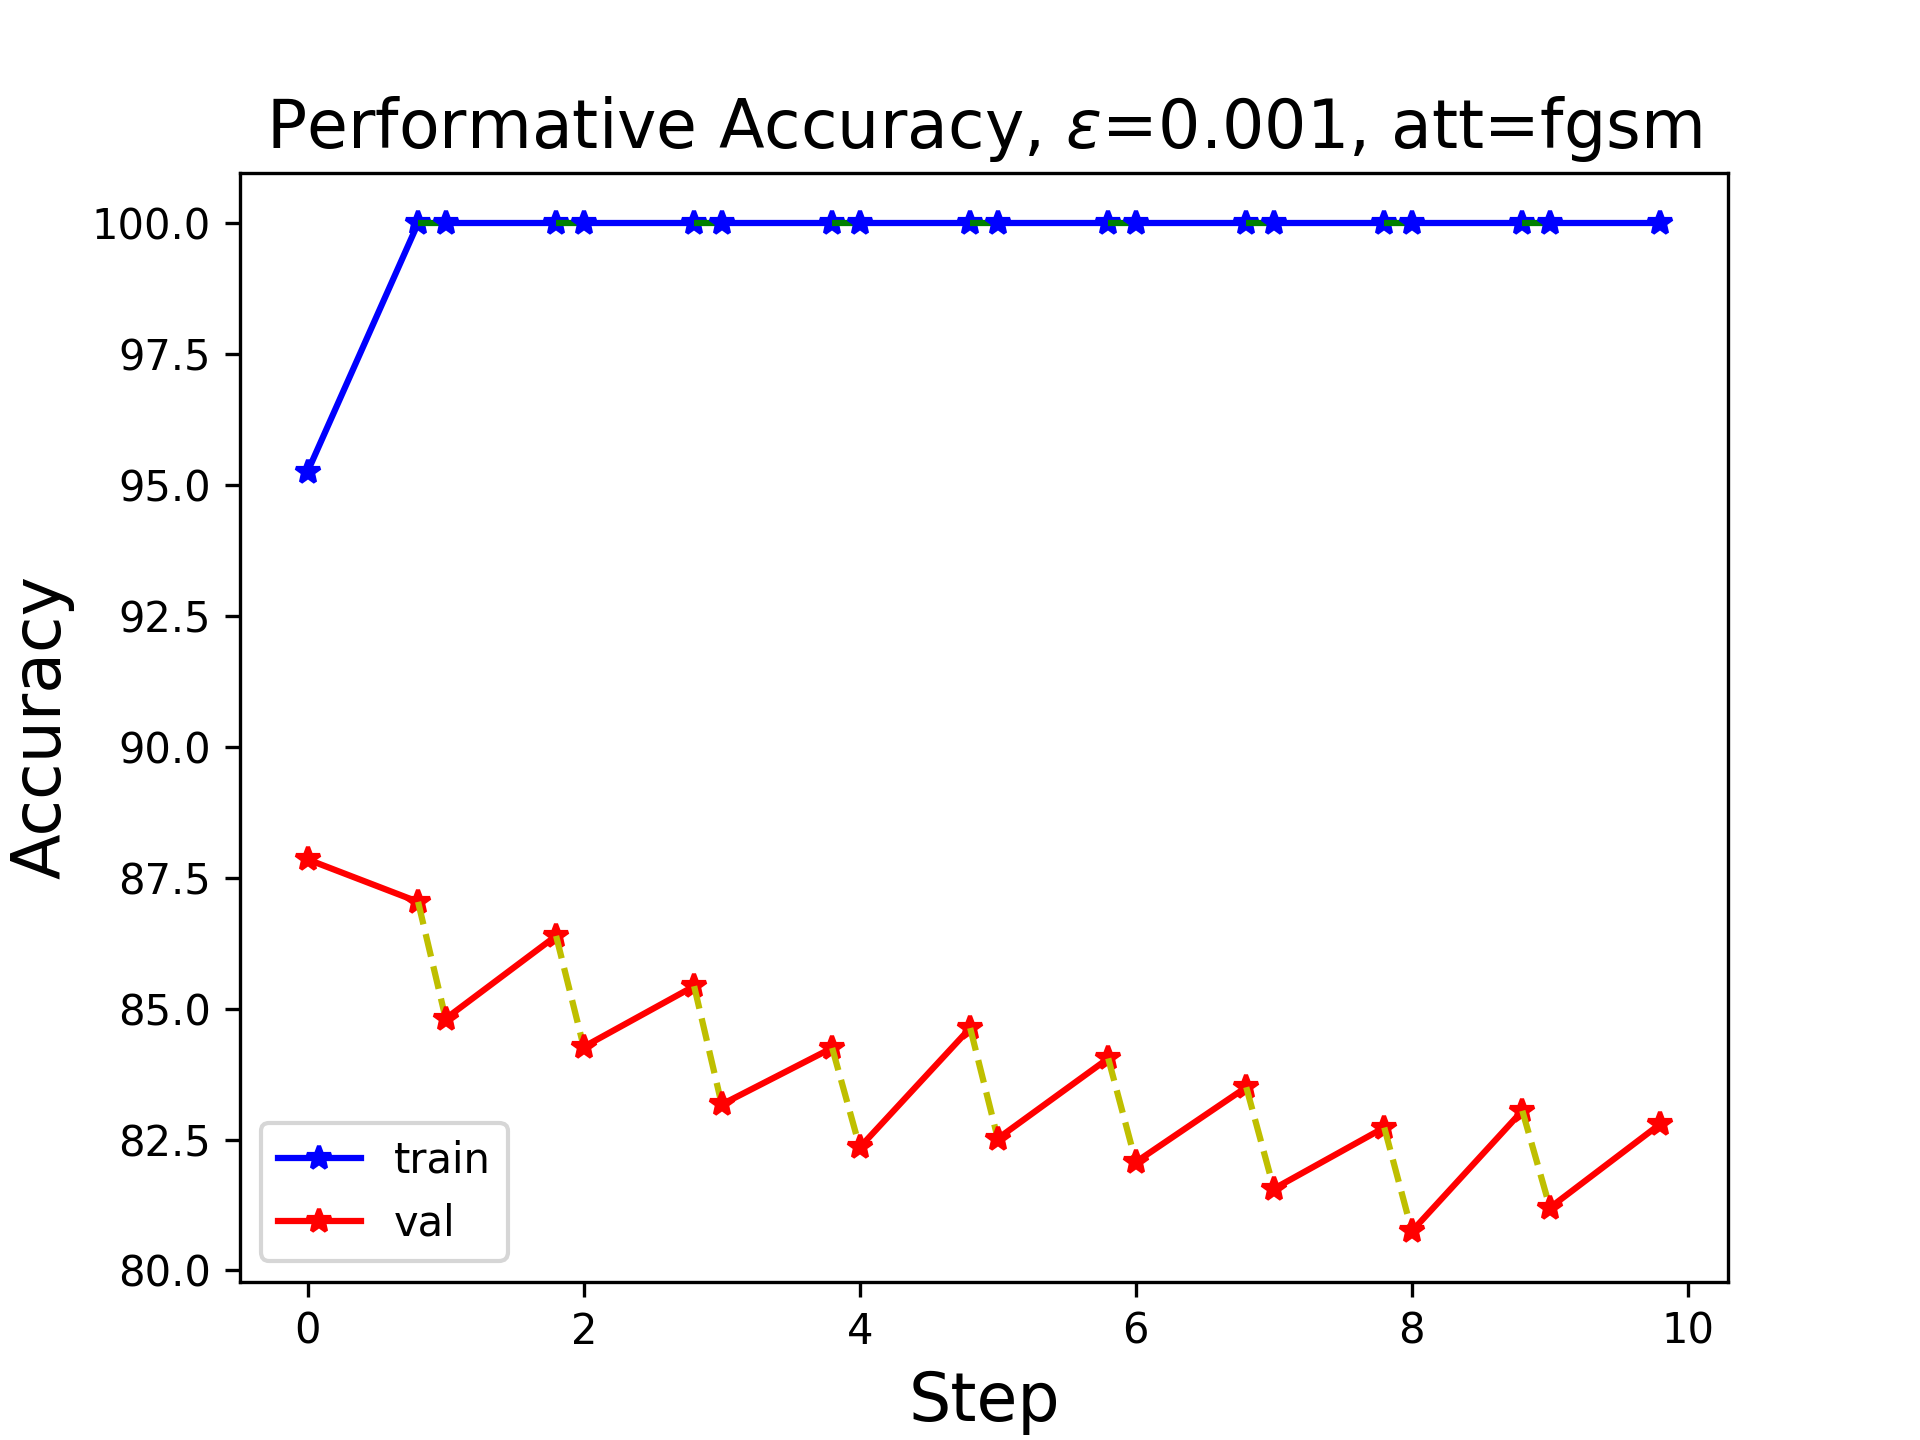 Performative Accuracy, ε=0.001, att=fgsm
100.0
97.5
95.0
92.5
90.0
87.5
85.0
82.5
80.0
Accuracy
train
val
0 2 4 6 8 10
Step